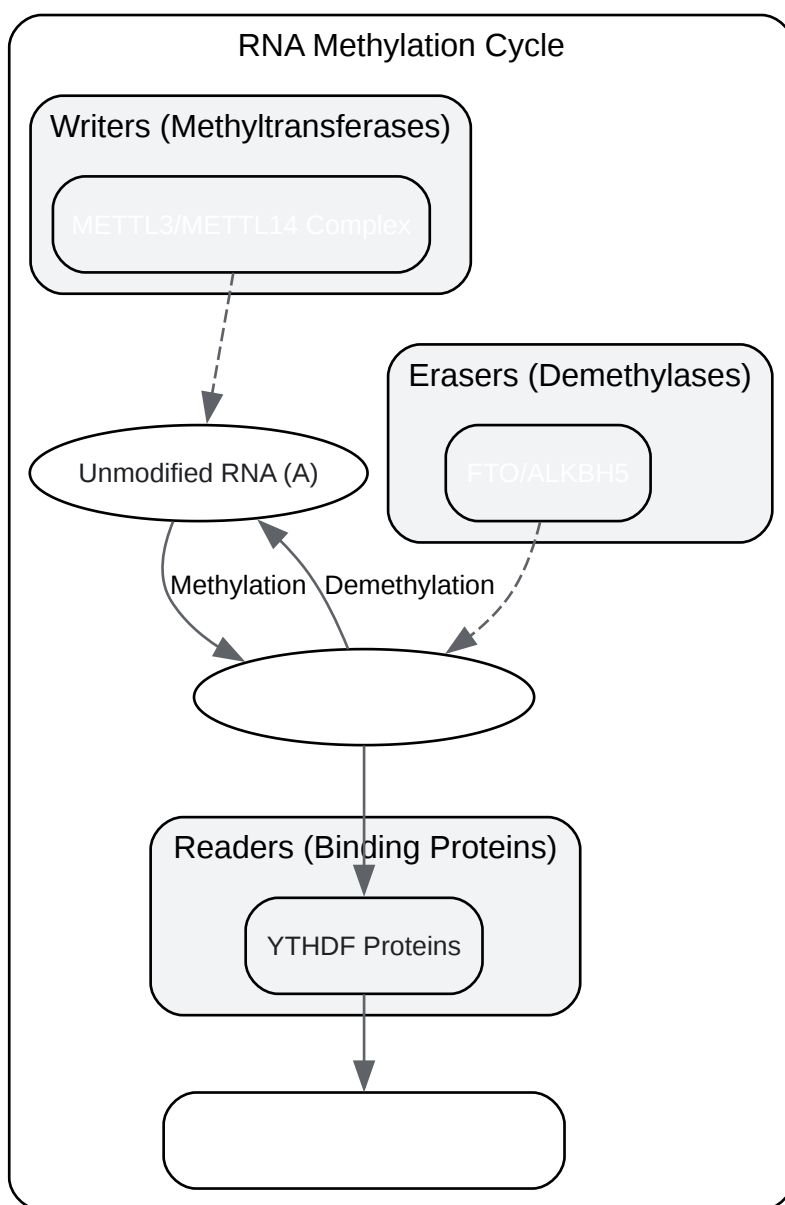 RNA Methylation Cycle
Writers (Methyltransferases)
METTL3/METTL14 Complex
Erasers (Demethylases)
Unmodified RNA (A)
FTO/ALKBH5
Methylation
Demethylation
Readers (Binding Proteins)
YTHDF Proteins